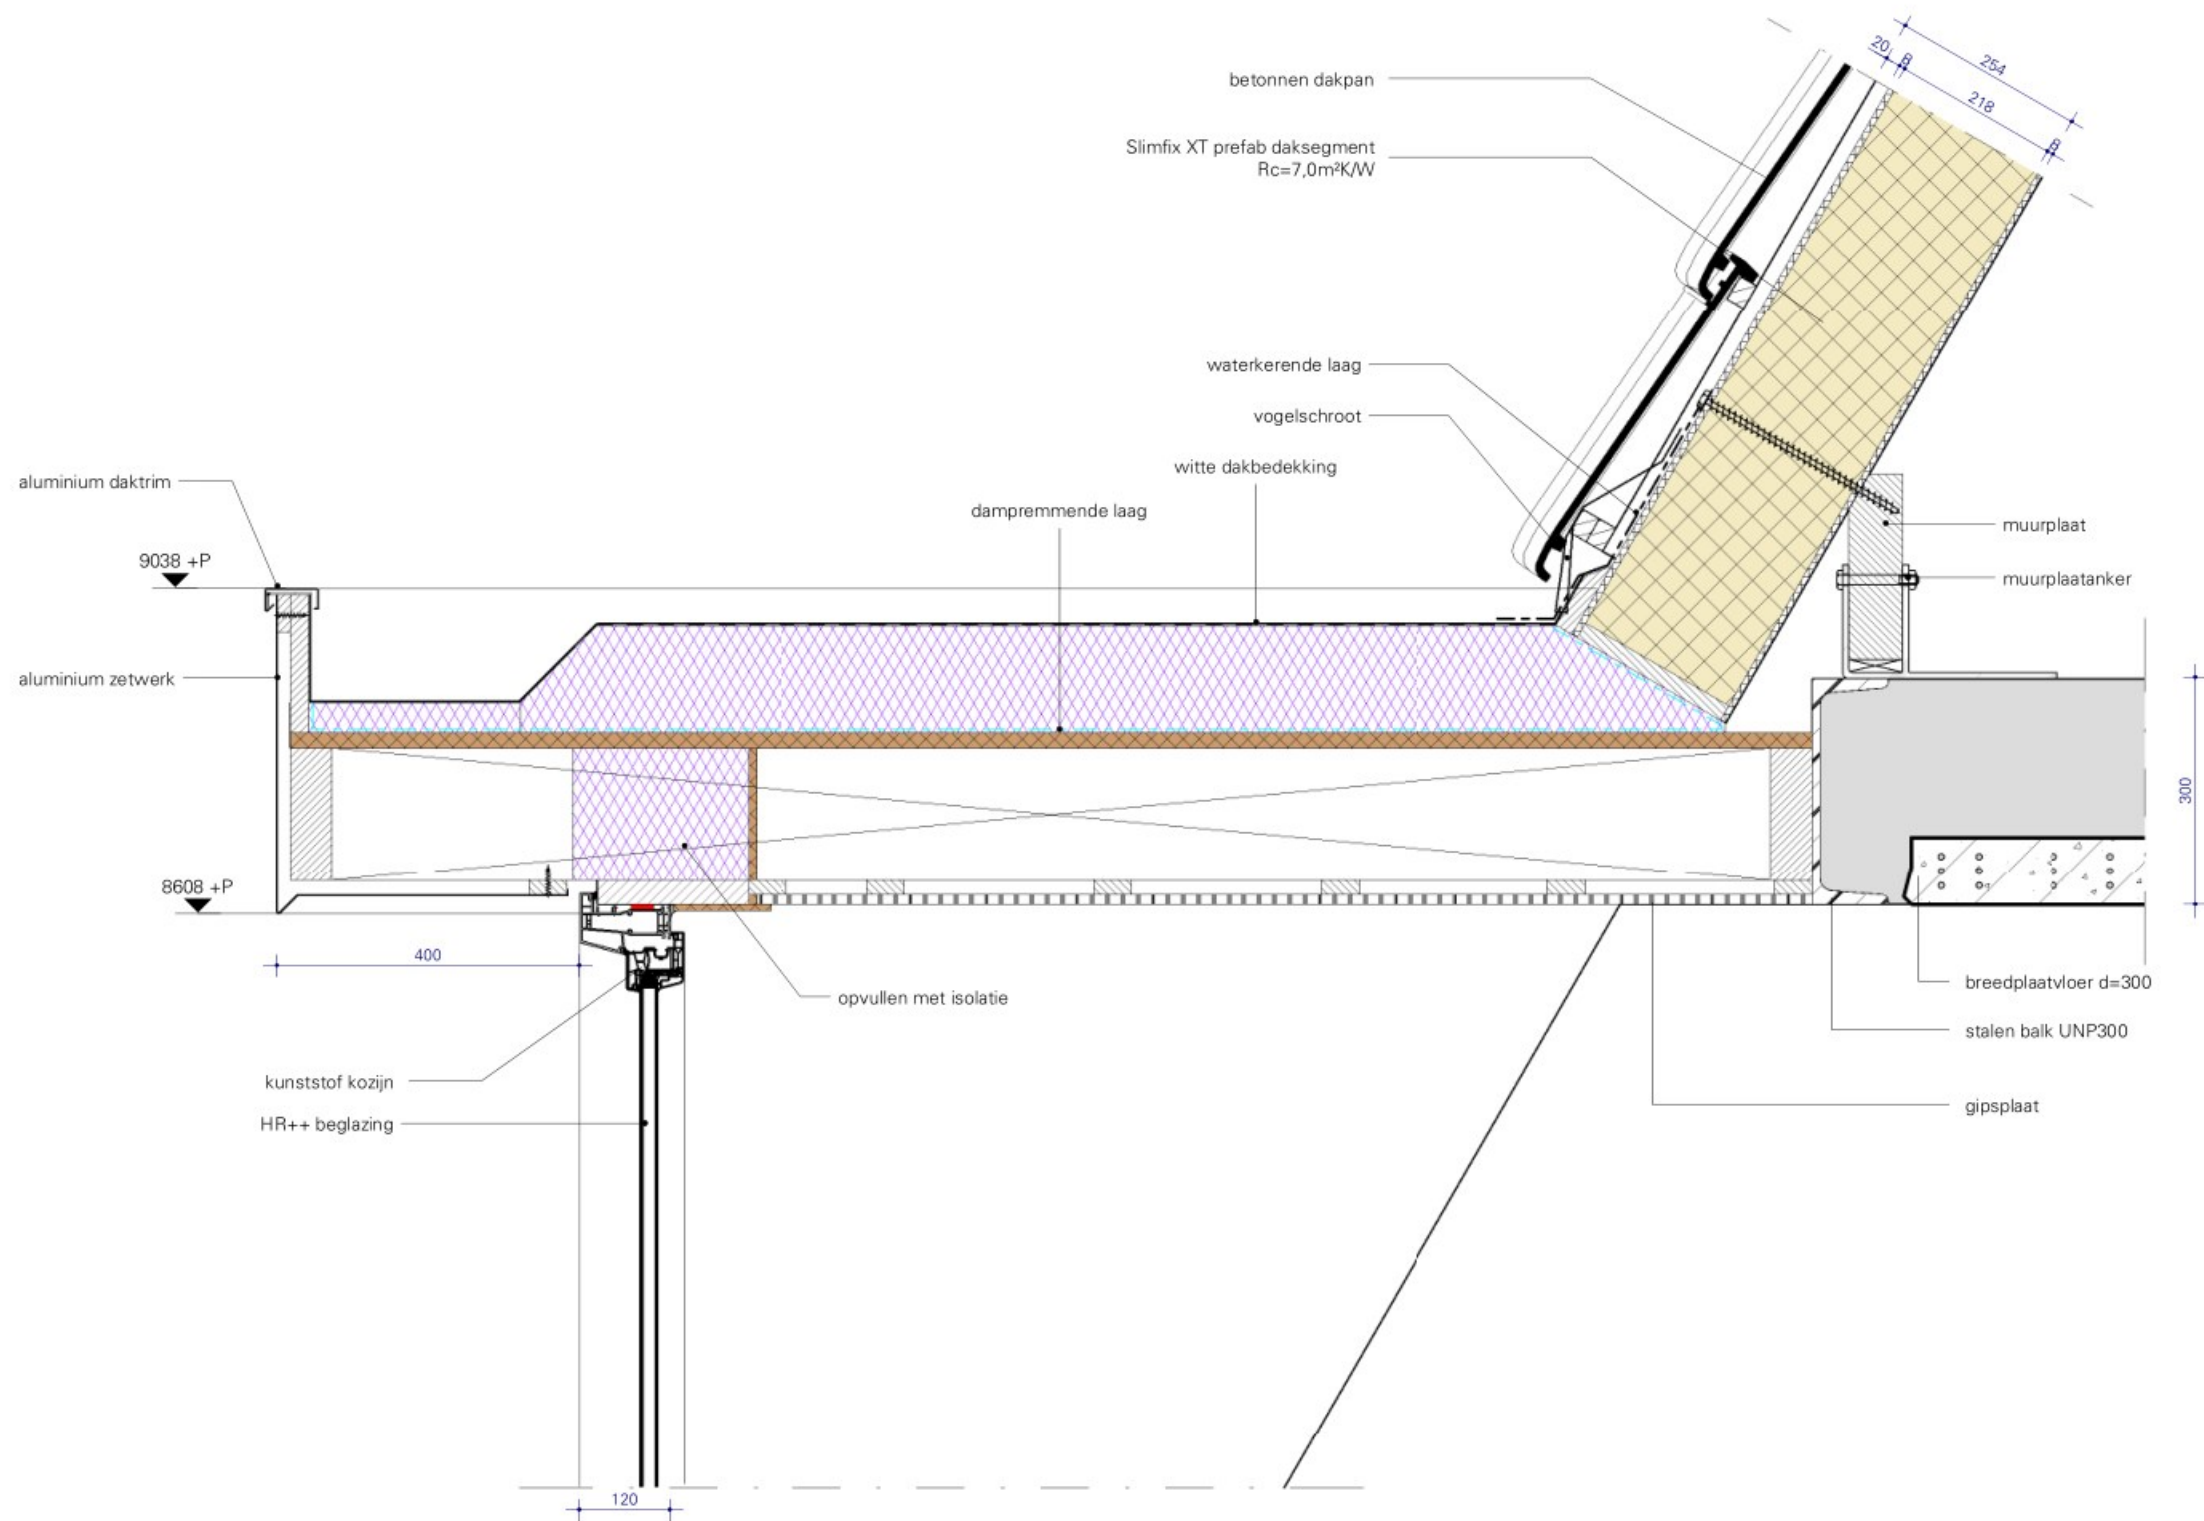 20
8
254
218
8
betonnen dakpan
Slimfix XT prefab daksegment
Rc=7,0m²K/W
waterkerende laag
vogelschroot
witte dakbedekking
aluminium daktrim
dampremmende laag
muurplaat
9038 +P
muurplaatanker
aluminium zetwerk
300
8608 +P
400
opvullen met isolatie
breedplaatvloer d=300
stalen balk UNP300
kunststof kozijn
gipsplaat
HR++ beglazing
120